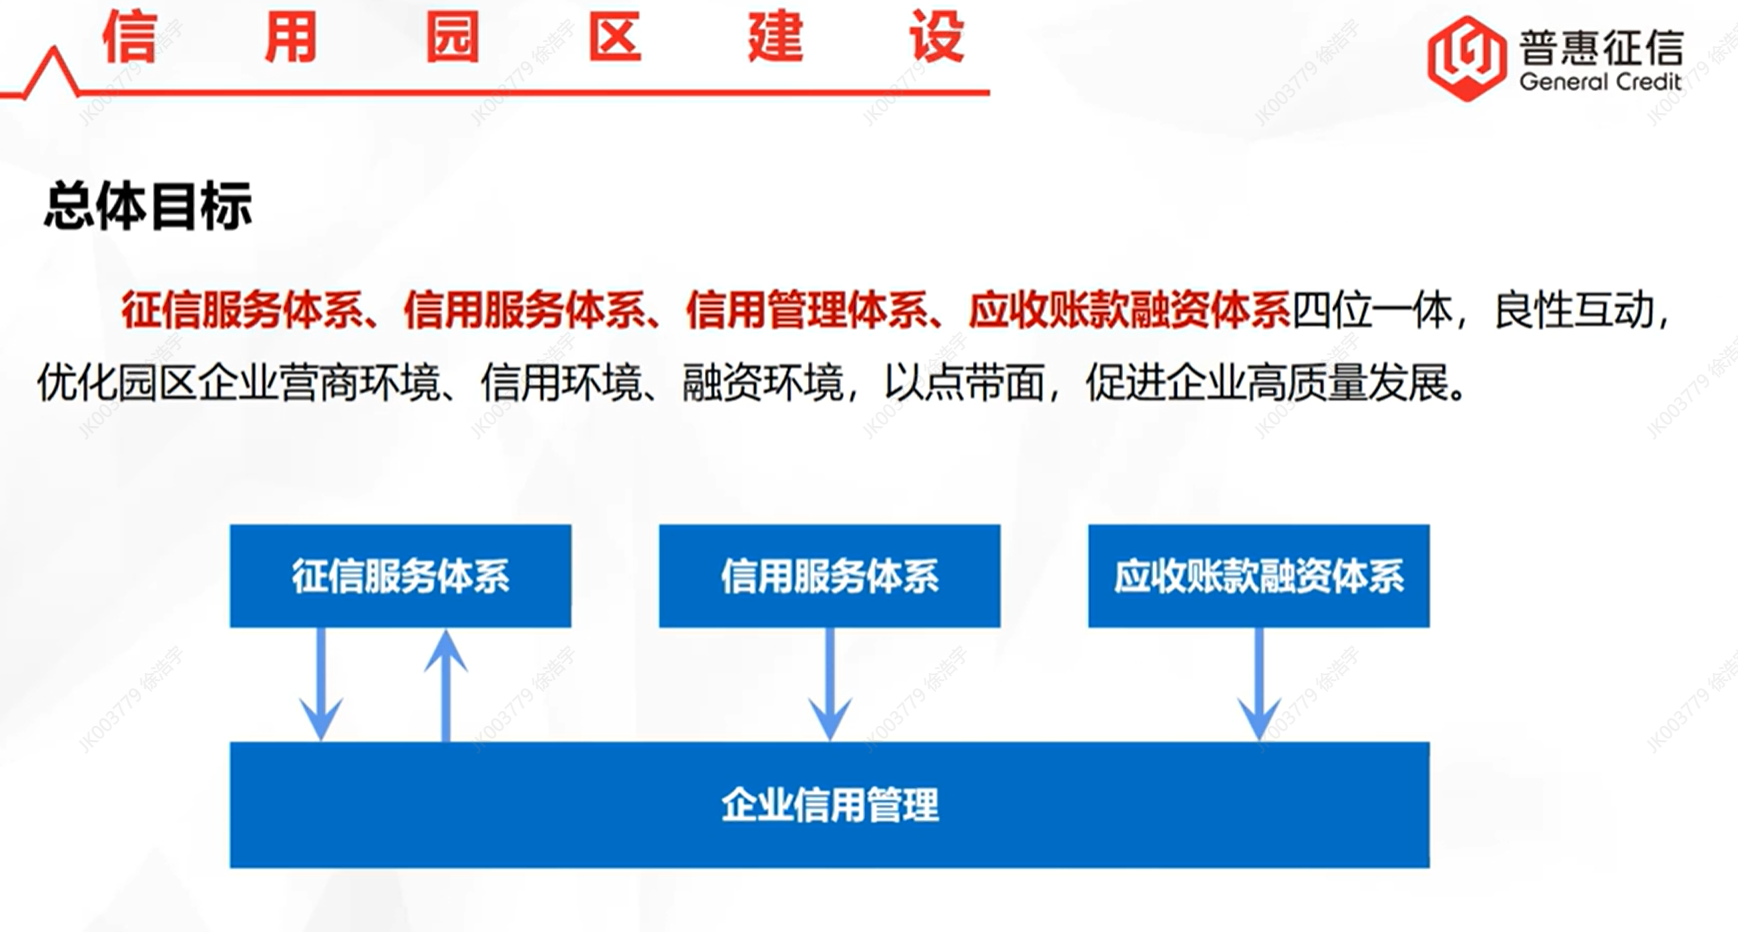 信用园区建设
普惠征信
General Credit
总体目标
征信服务体系、信用服务体系、信用管理体系、应收账款融资体系四位一体，良性互动，
优化园区企业营商环境、信用环境、融资环境，以点带面，促进企业高质量发展。
征信服务体系
信用服务体系
应收账款融资体系
企业信用管理
JK003779 徐浩宇